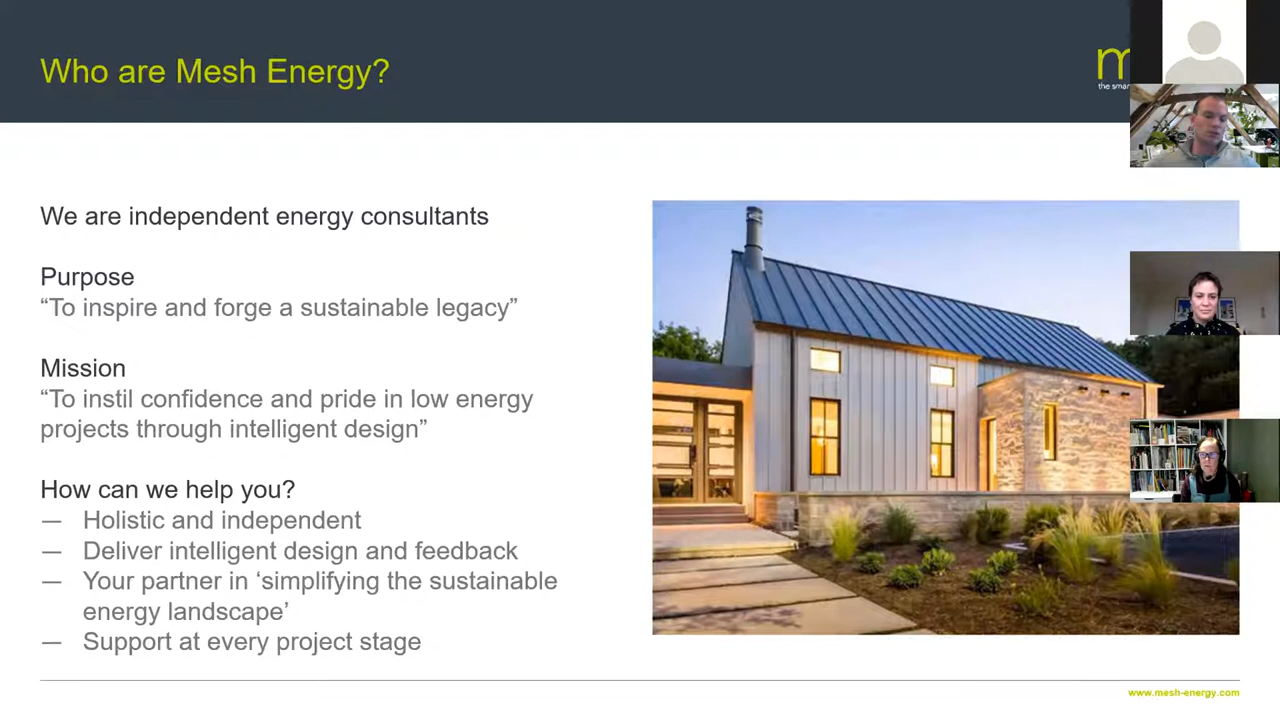 Who are Mesh Energy?
m
the smar
We are independent energy consultants
Purpose
“To inspire and forge a sustainable legacy”
Mission
“To instil confidence and pride in low energy
projects through intelligent design”
How can we help you?
— Holistic and independent
— Deliver intelligent design and feedback
— Your partner in ‘simplifying the sustainable
energy landscape’
— Support at every project stage
www.mesh-energy.com